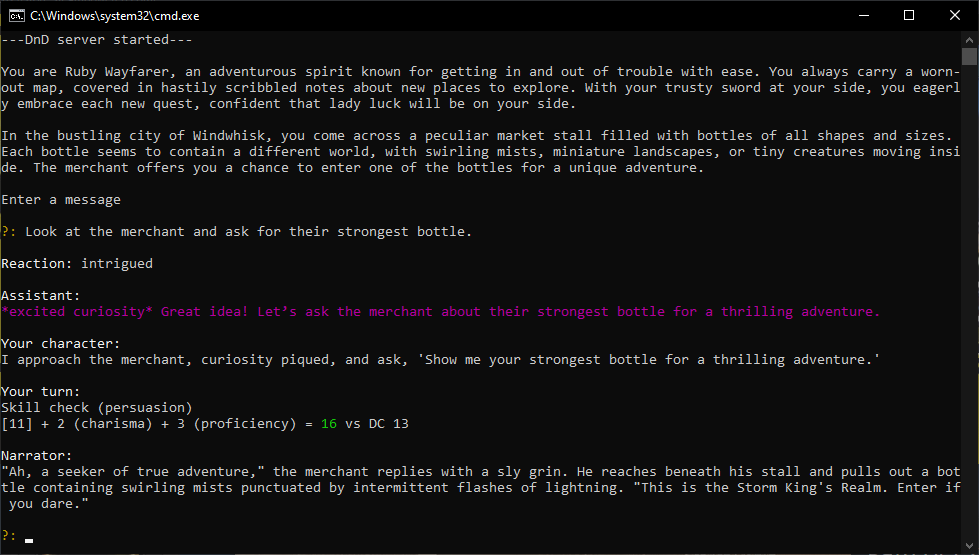 C:\Windows\system32\cmd.exe
---DnD server started---
You are Ruby Wayfarer, an adventurous spirit known for getting in and out of trouble with ease. You always carry a worn-
out map, covered in hastily scribbled notes about new places to explore. With your trusty sword at your side, you eagerl
y embrace each new quest, confident that lady luck will be on your side.
In the bustling city of Windwhisk, you come across a peculiar market stall filled with bottles of all shapes and sizes.
Each bottle seems to contain a different world, with swirling mists, miniature landscapes, or tiny creatures moving insi
de. The merchant offers you a chance to enter one of the bottles for a unique adventure.
Enter a message
?: Look at the merchant and ask for their strongest bottle.
Reaction: intrigued
Assistant:
*excited curiosity* Great idea! Let’s ask the merchant about their strongest bottle for a thrilling adventure.
Your character:
I approach the merchant, curiosity piqued, and ask, 'Show me your strongest bottle for a thrilling adventure.'
Your turn:
Skill check (persuasion)
[11] + 2 (charisma) + 3 (proficiency) = 16 vs DC 13
Narrator:
"Ah, a seeker of true adventure," the merchant replies with a sly grin. He reaches beneath his stall and pulls out a bot
tle containing swirling mists punctuated by intermittent flashes of lightning. "This is the Storm King's Realm. Enter if
you dare."
?: